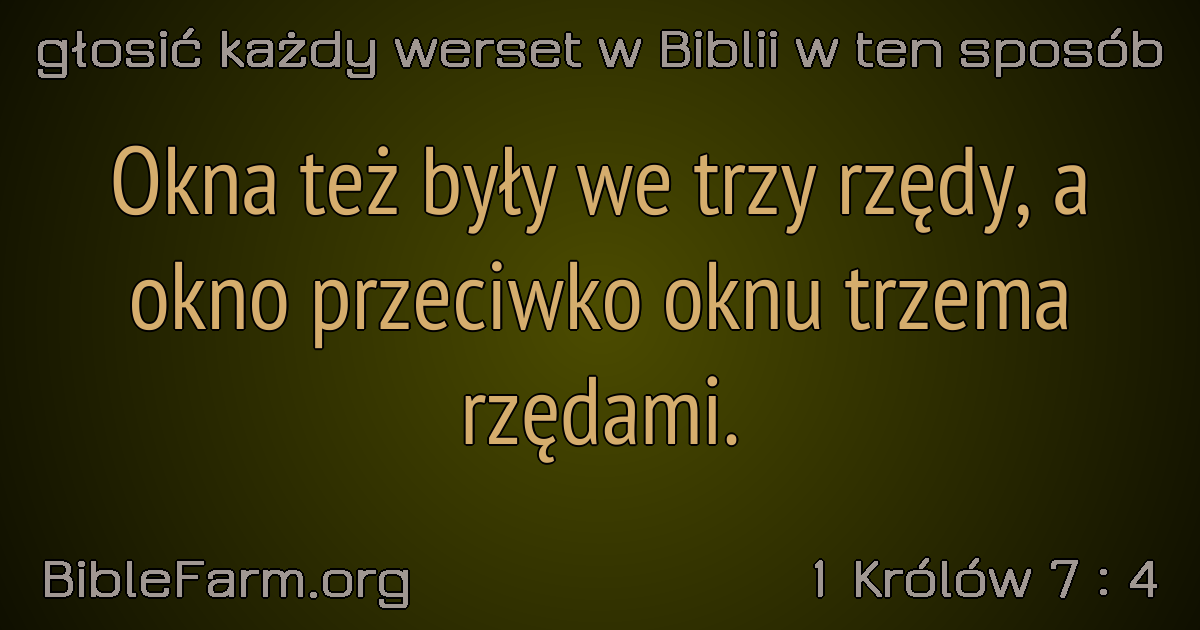 głosić każdy werset w Biblii w ten sposób
Okna też były we trzy rzędy, a
okno przeciwko oknu trzema
rzędami.
BibleFarm.org
1 Królów 7 : 4